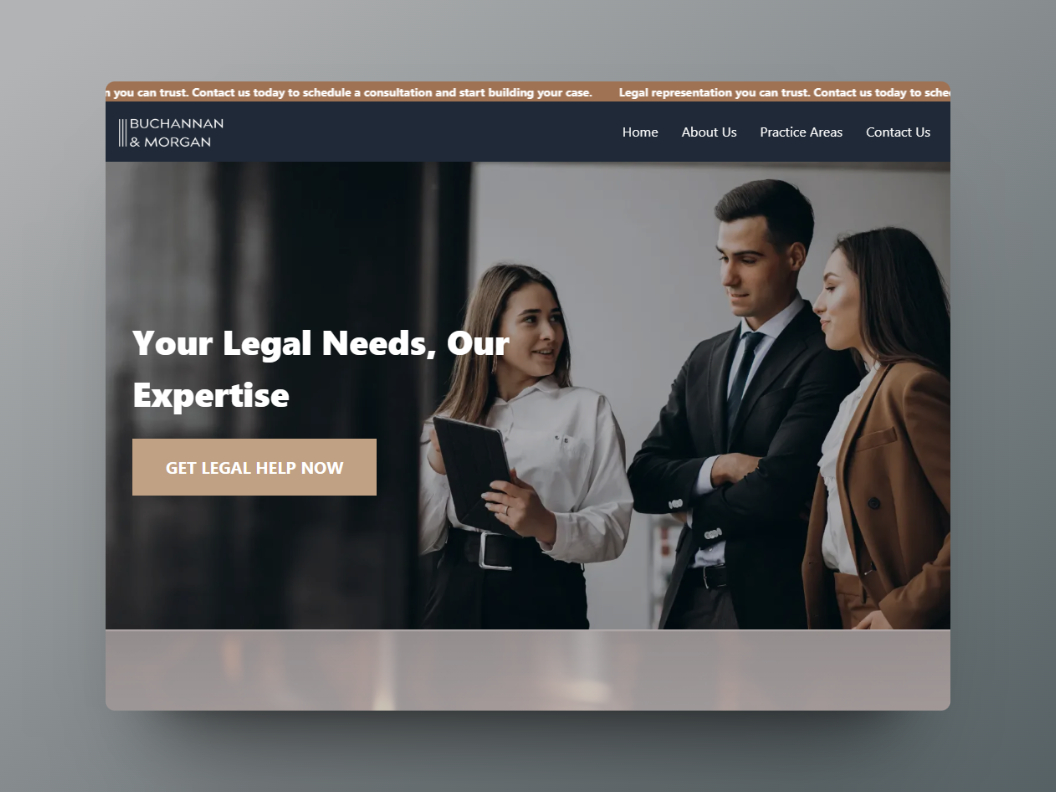 you can trust. Contact us today to schedule a consultation and start building your case. Legal representation you can trust. Contact us today to
BUCHANNAN
& MORGAN
Home About Us Practice Areas Contact Us
Your Legal Needs, Our
Expertise
GET LEGAL HELP NOW